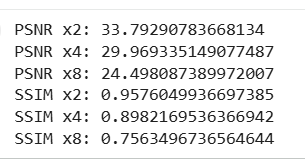 PSNR x2: 33.79290783668134
PSNR x4: 29.969335149077487
PSNR x8: 24.498087389972007
SSIM x2: 0.9576049936697385
SSIM x4: 0.8982169536366942
SSIM x8: 0.7563496736564644